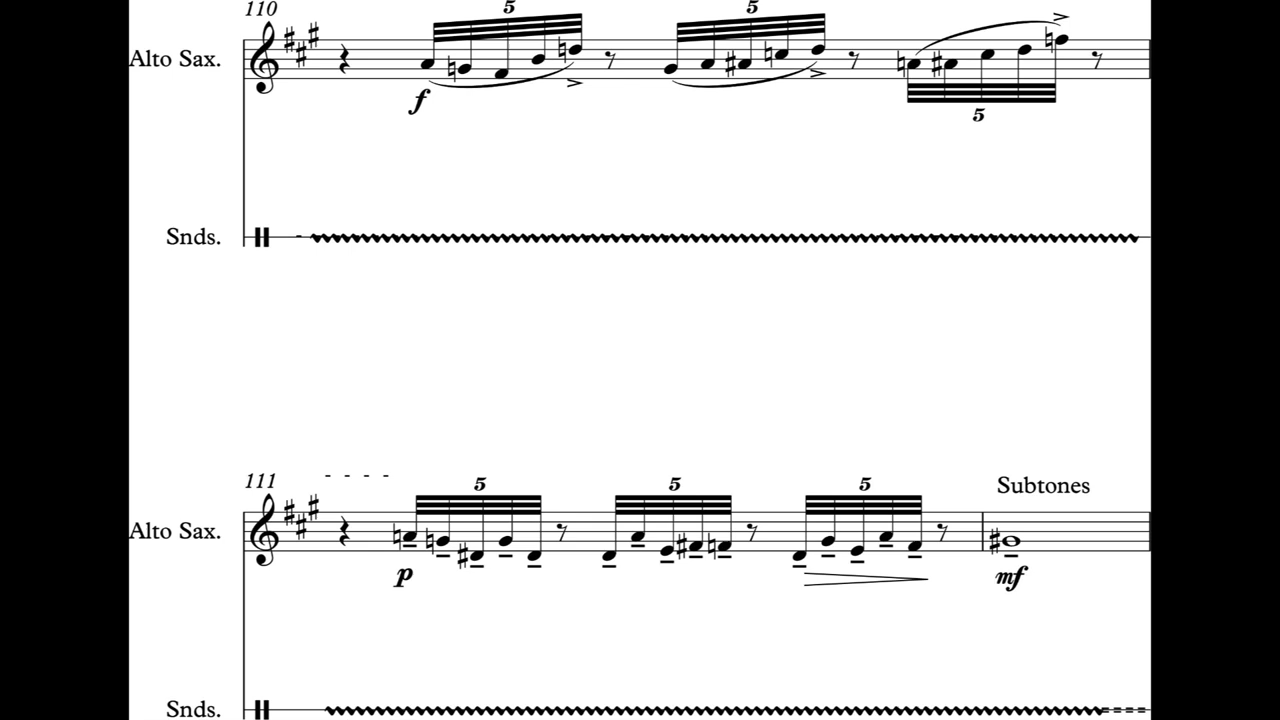 110
5 5
Alto Sax.
f
5
Snds.
111
5 5 5
Subtones
Alto Sax.
p mf
Snds.